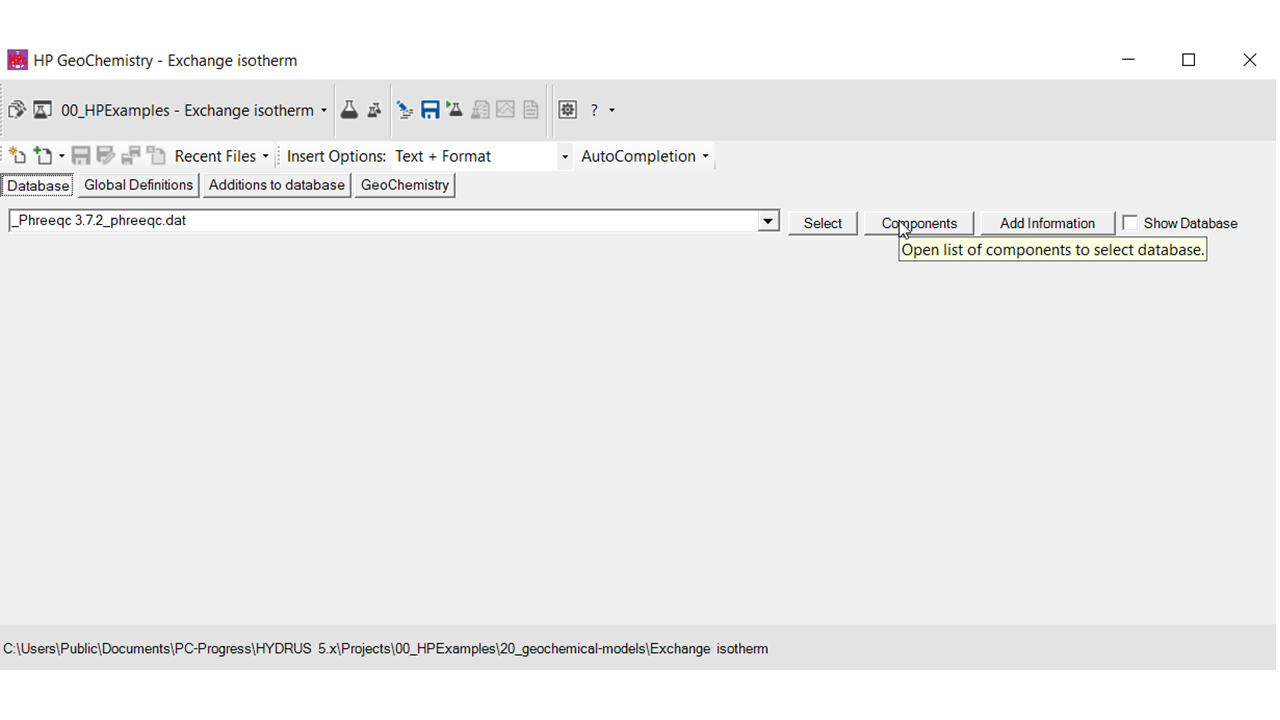 HP GeoChemistry - Exchange isotherm
00_HPExamples - Exchange isotherm ?
Recent Files Insert Options: Text + Format AutoCompletion
Database Global Definitions Additions to database GeoChemistry
_Phreeqc 3.7.2_phreeqc.dat Select Components Add Information Show Database
Open list of components to select database.
C:\Users\Public\Documents\PC-Progress\HYDRUS 5.x\Projects\00_HPExamples\20_geochemical-models\Exchange isotherm